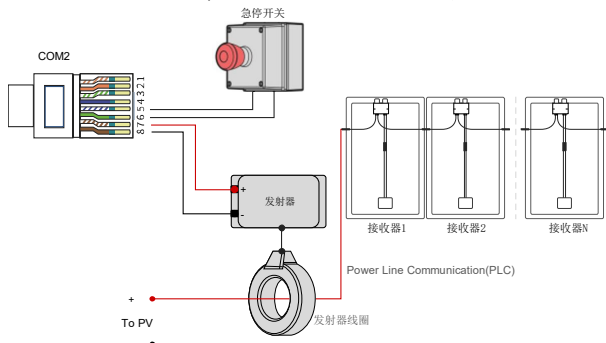 急停开关
COM2
8 7 6 5 4 3 2 1
+
-
发射器
接收器1
接收器2
接收器N
Power Line Communication(PLC)
+
To PV
发射器线圈